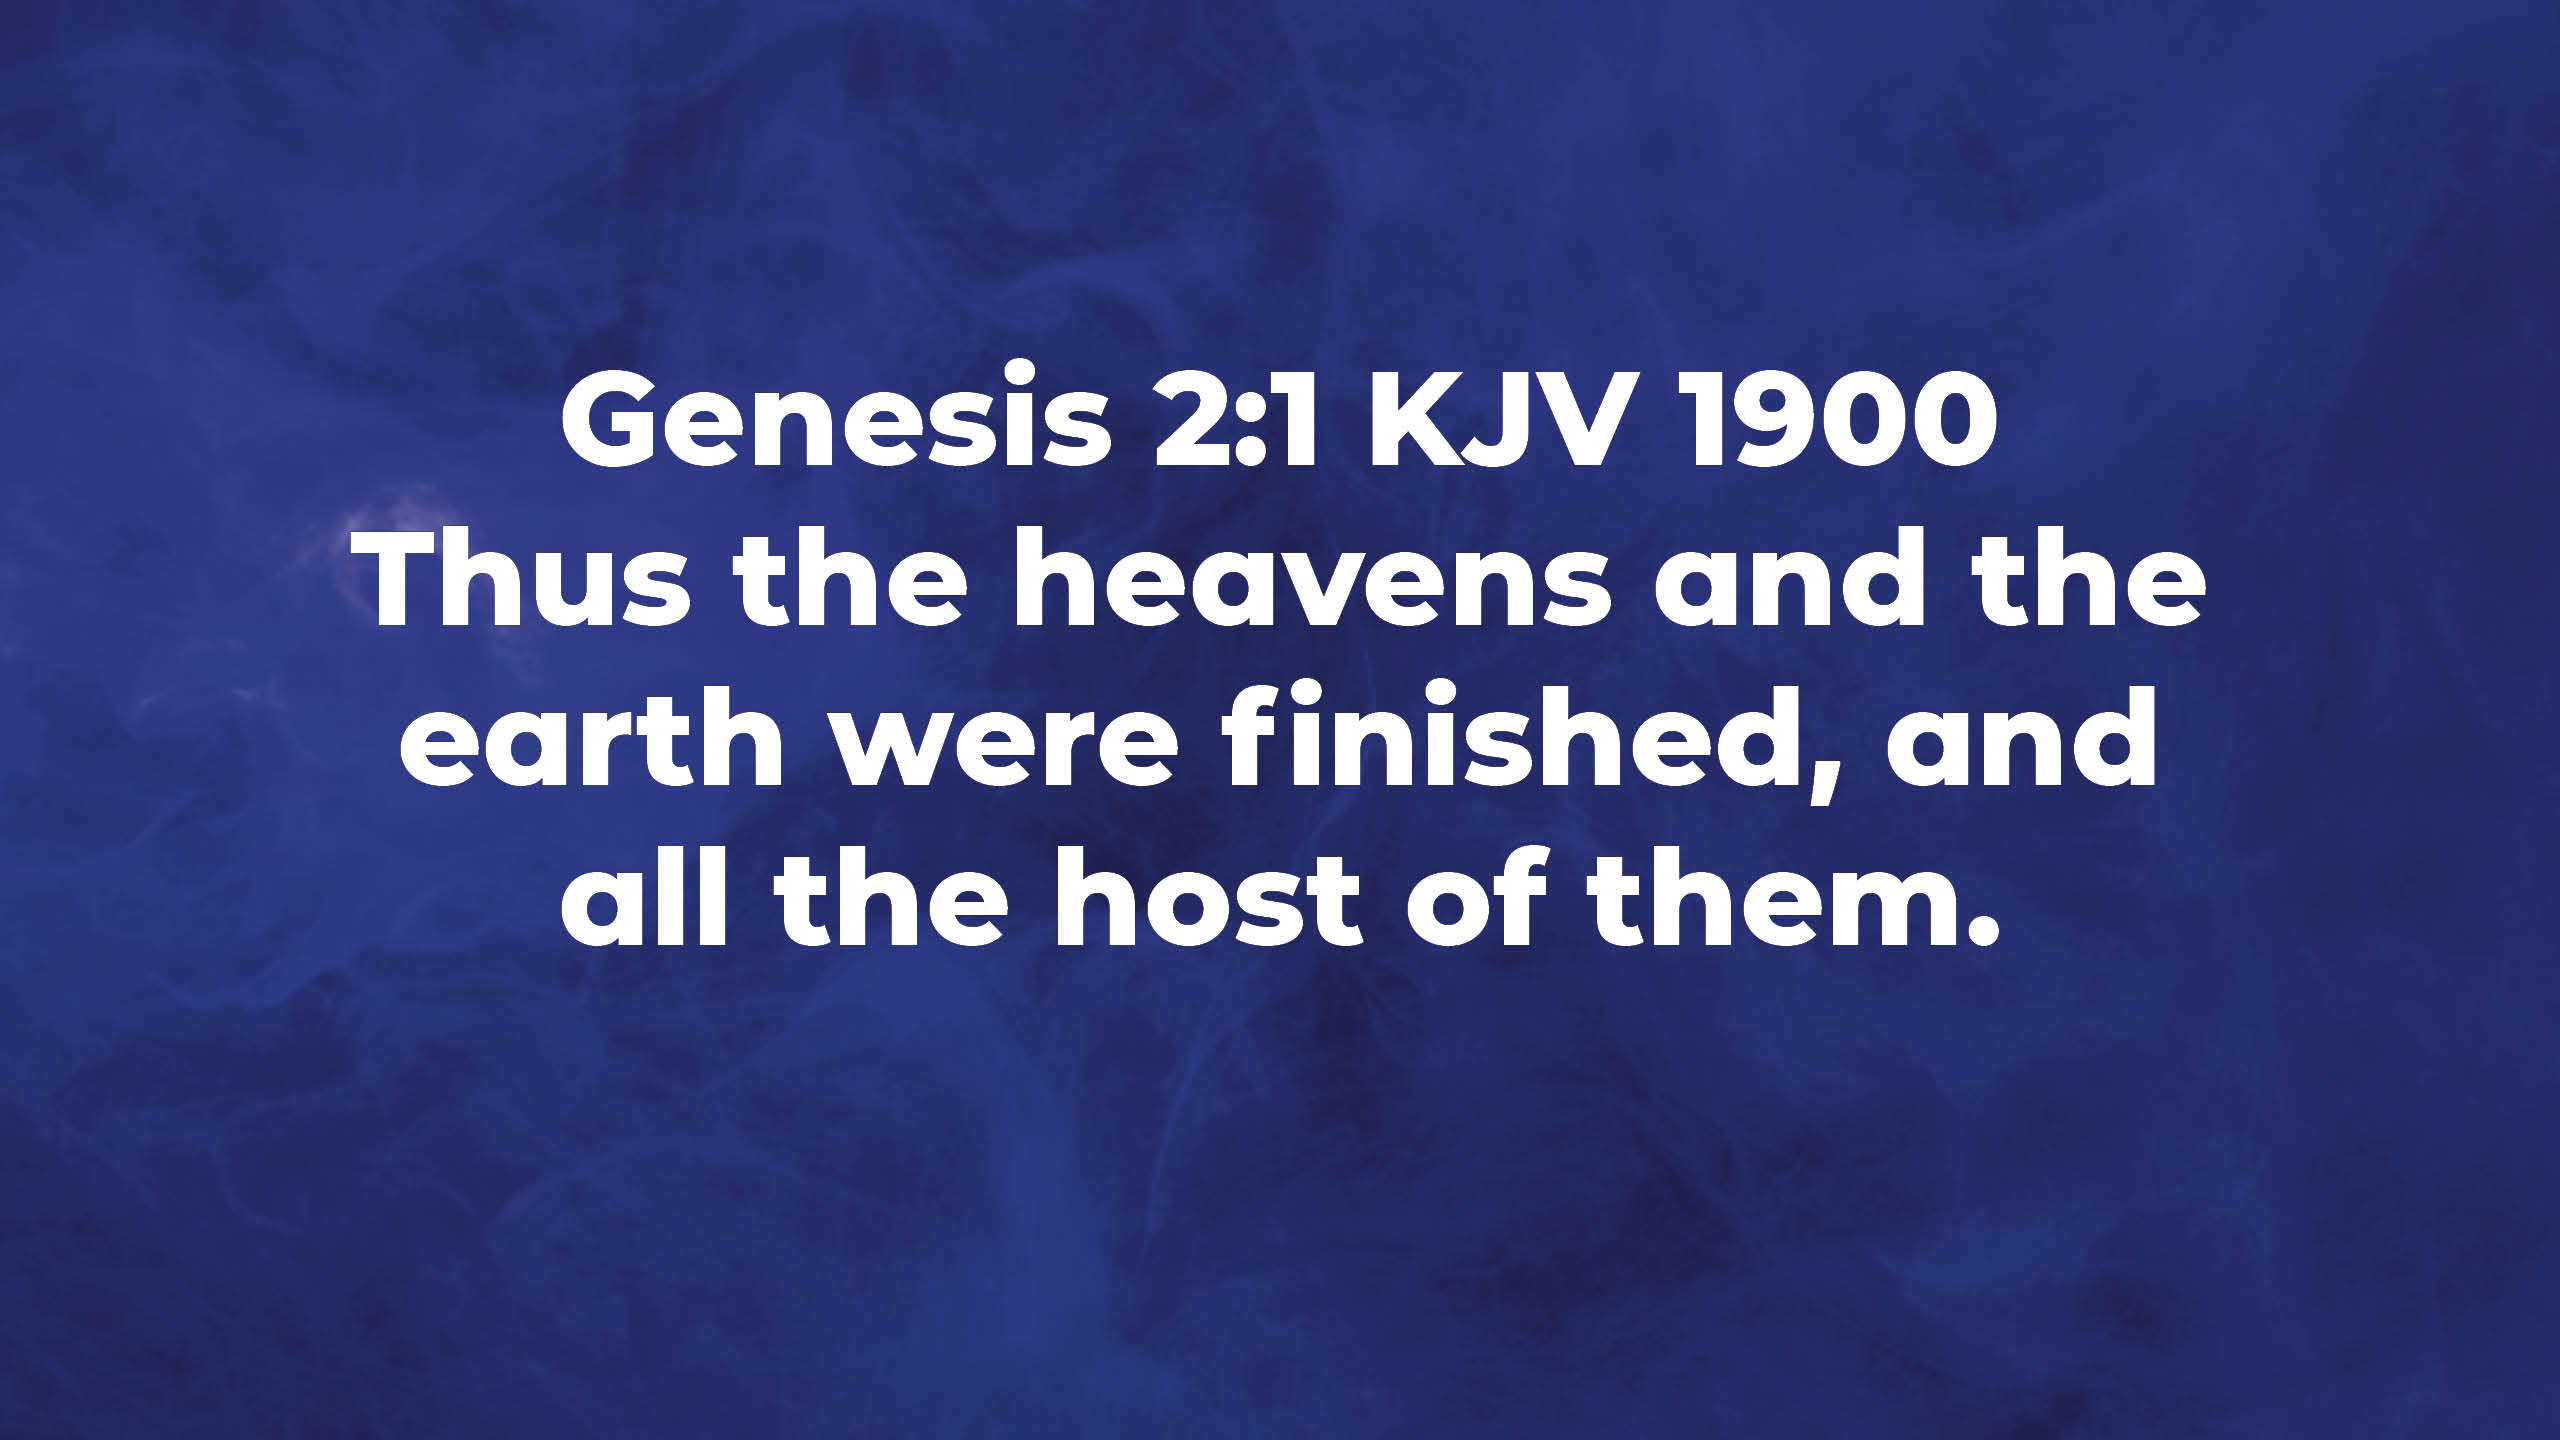 Genesis 2:1 KJV 1900
Thus the heavens and the
earth were finished, and
all the host of them.